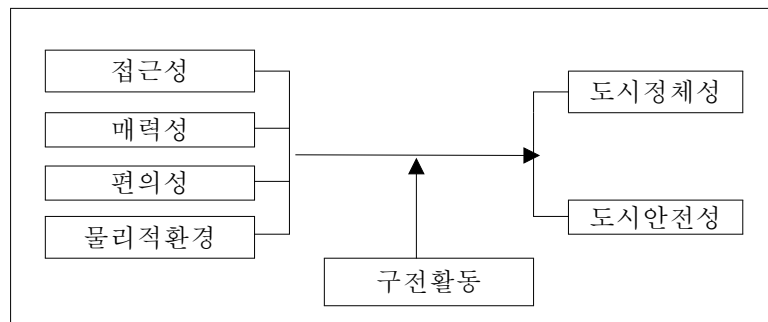 접근성
매력성
편의성
물리적환경
도시정체성
도시안전성
구전활동